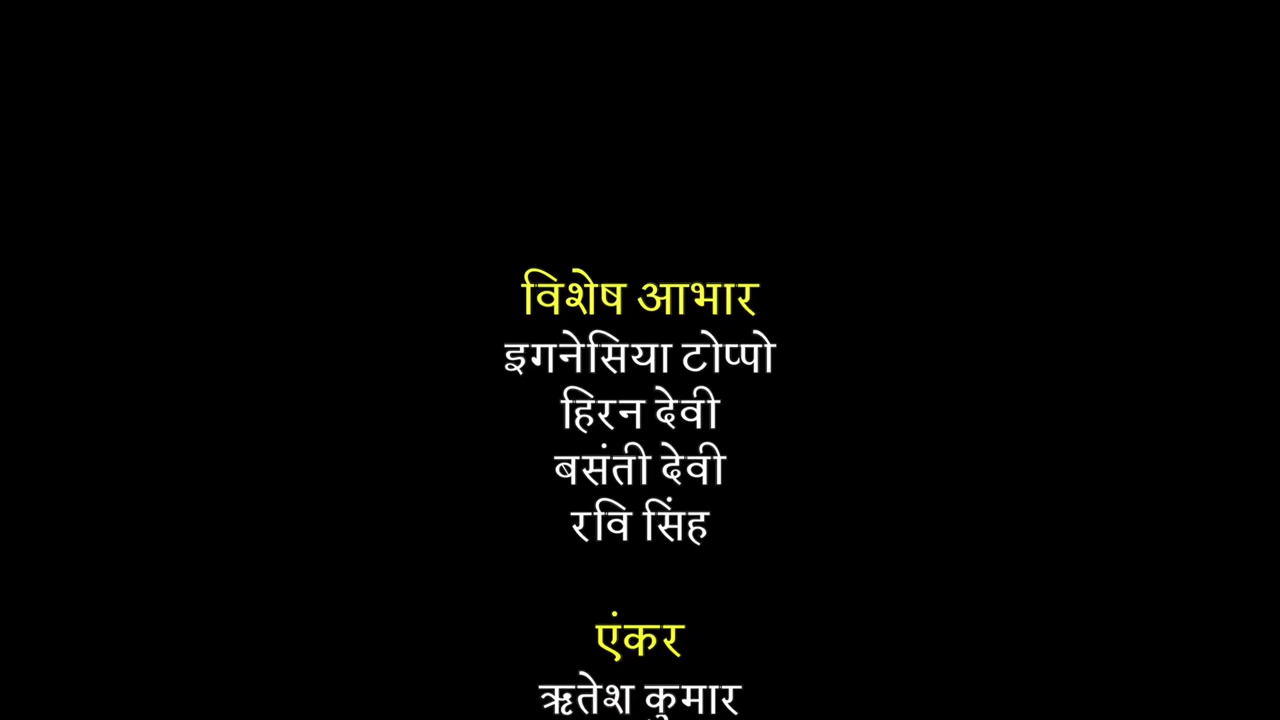 विशेष आभार
इगनेसिया टोप्पो
हिरन देवी
बसंती देवी
रवि सिंह
एंकर
ऋतेश कुमार